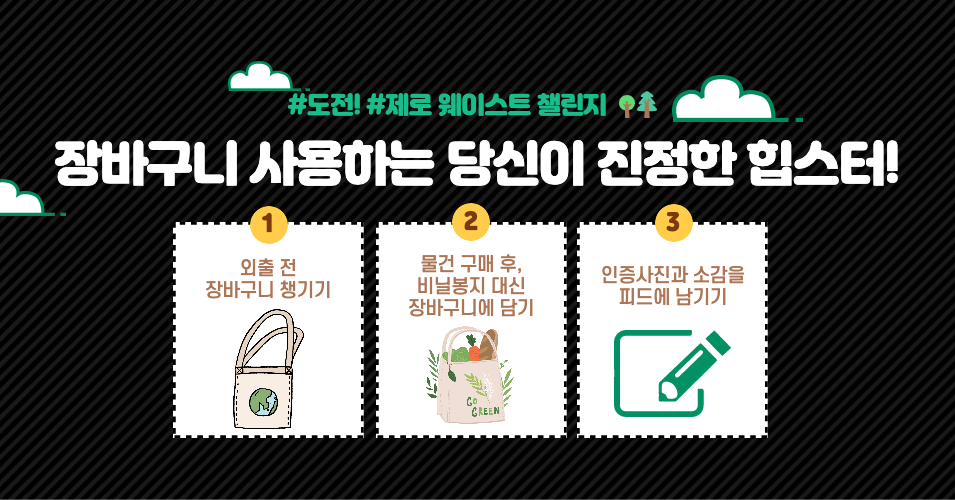 #도전! #제로 웨이스트 챌린지
장바구니 사용하는 당신이 진정한 힙스터!
1
외출 전
장바구니 챙기기
2
물건 구매 후,
비닐봉지 대신
장바구니에 담기
GO
GREEN
3
인증사진과 소감을
피드에 남기기